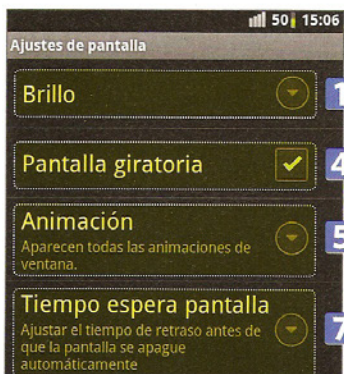 50 15:06
Ajustes de pantalla
Brillo
1
Pantalla giratoria
4
Animación
5
Aparecen todas las animaciones de
ventana.
Tiempo espera pantalla
Ajustar el tiempo de retraso antes de
7
que la pantalla se apague
automáticamente